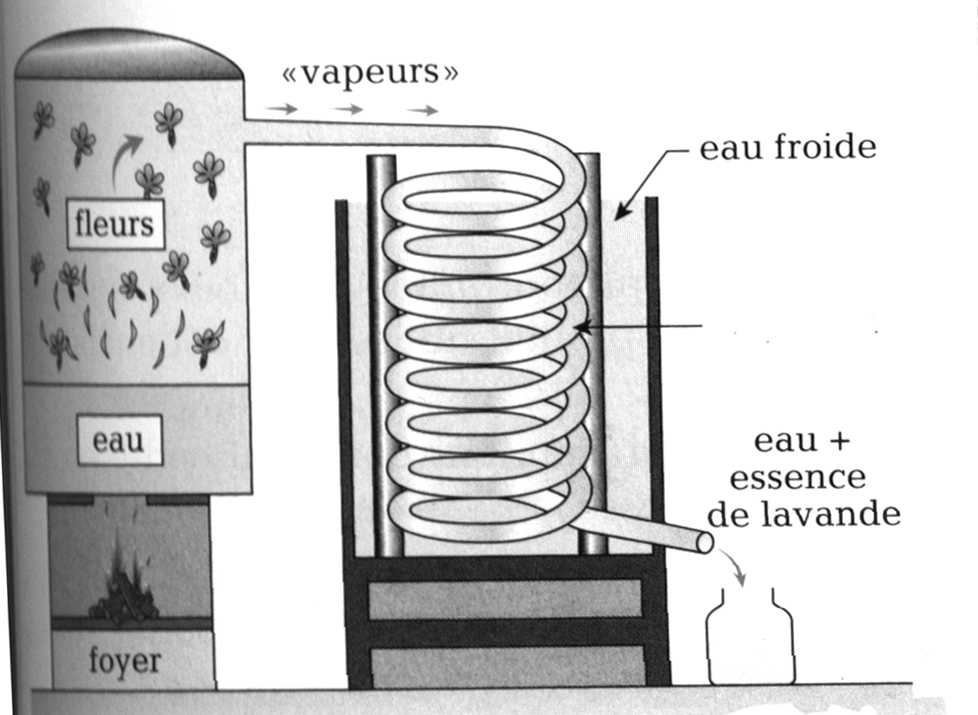 «vapeurs»
eau froide
fleurs
eau
eau +
essence
de lavande
foyer